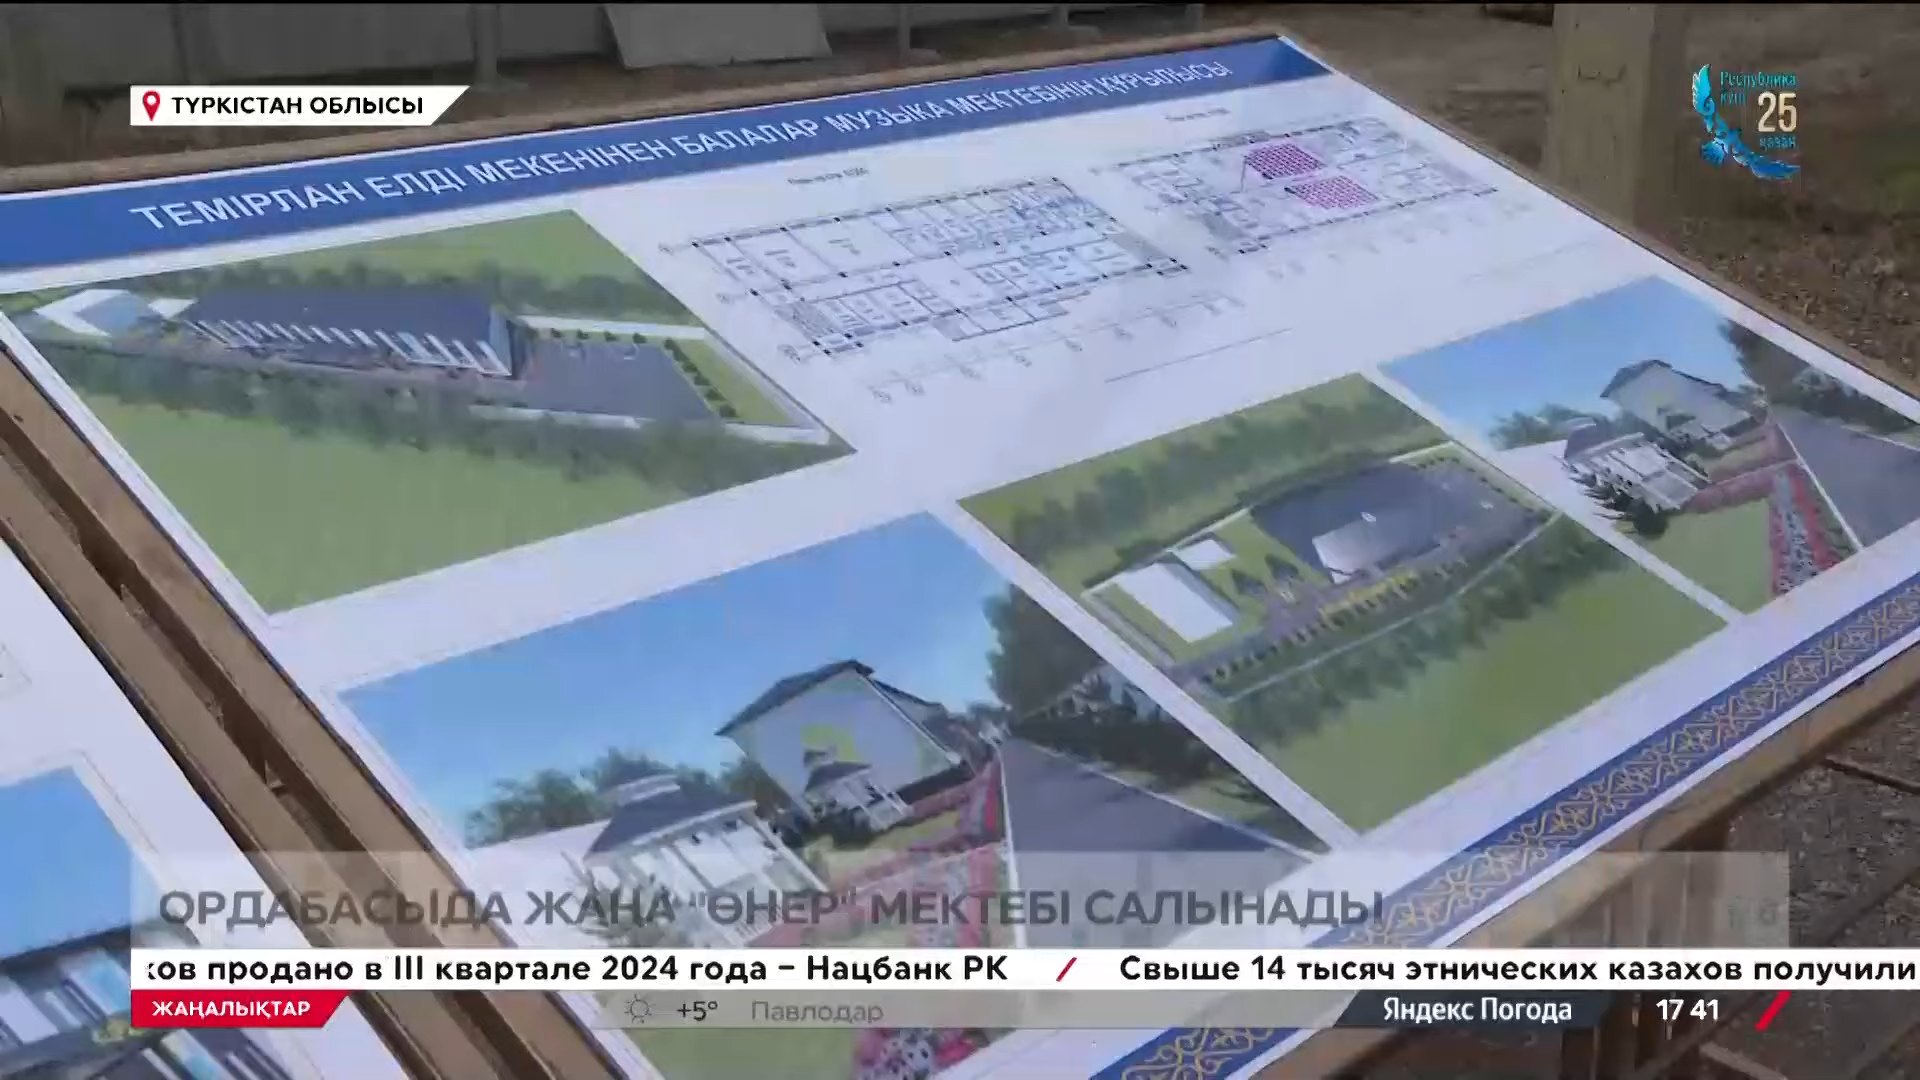 ТҮРКІСТАН ОБЛЫСЫ
Республика
күні 25
қазан
ТЕМІРЛАН ЕЛДІ МЕКЕНІНЕН БАЛАЛАР МУЗЫКА МЕКТЕБІНІҢ ҚҰРЫЛЫСЫ
ОРДАБАСЫДА ЖАҢА "ӨНЕР" МЕКТЕБІ САЛЫНАДЫ
ков продано в III квартале 2024 года – Нацбанк РК / Свыше 14 тысяч этнических казахов получили
ЖАҢАЛЫҚТАР
+5° Павлодар
Яндекс Погода
17 41